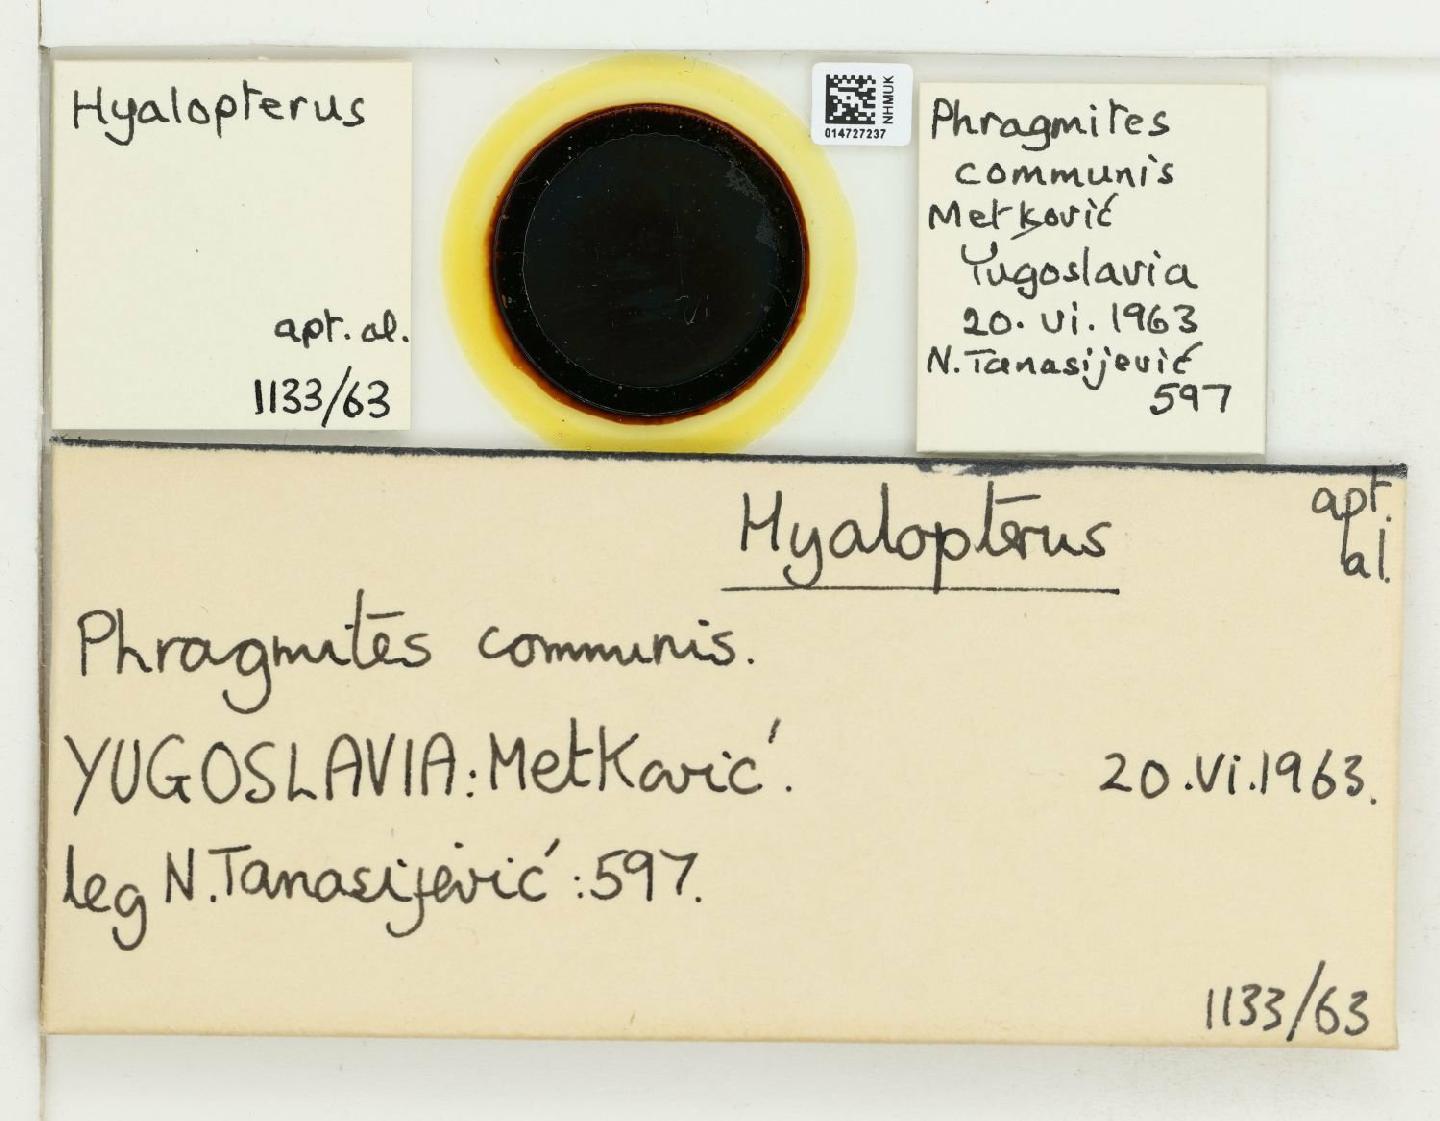 Hyalopterus
apt. al.
1133/63
NHMUK
014727237
Phragmites
communis
Metković
Yugoslavia
20. vi. 1963
N. Tanasijević
597
Hyalopterus
apt.
al.
Phragmites communis.
YUGOSLAVIA: Metković.
20.Vi.1963.
leg N. Tanasijević: 597.
1133/63